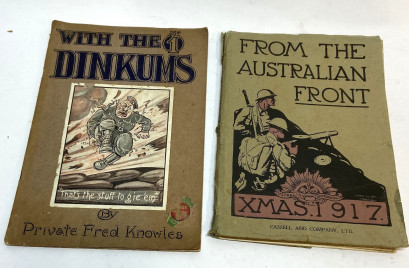 WITH THE
DINKUMS
That's the stuff to gie 'em!
By
Private Fred Knowles
FROM THE
AUSTRALIAN
FRONT
XMAS. 1917.
CASSELL AND COMPANY, LTD.